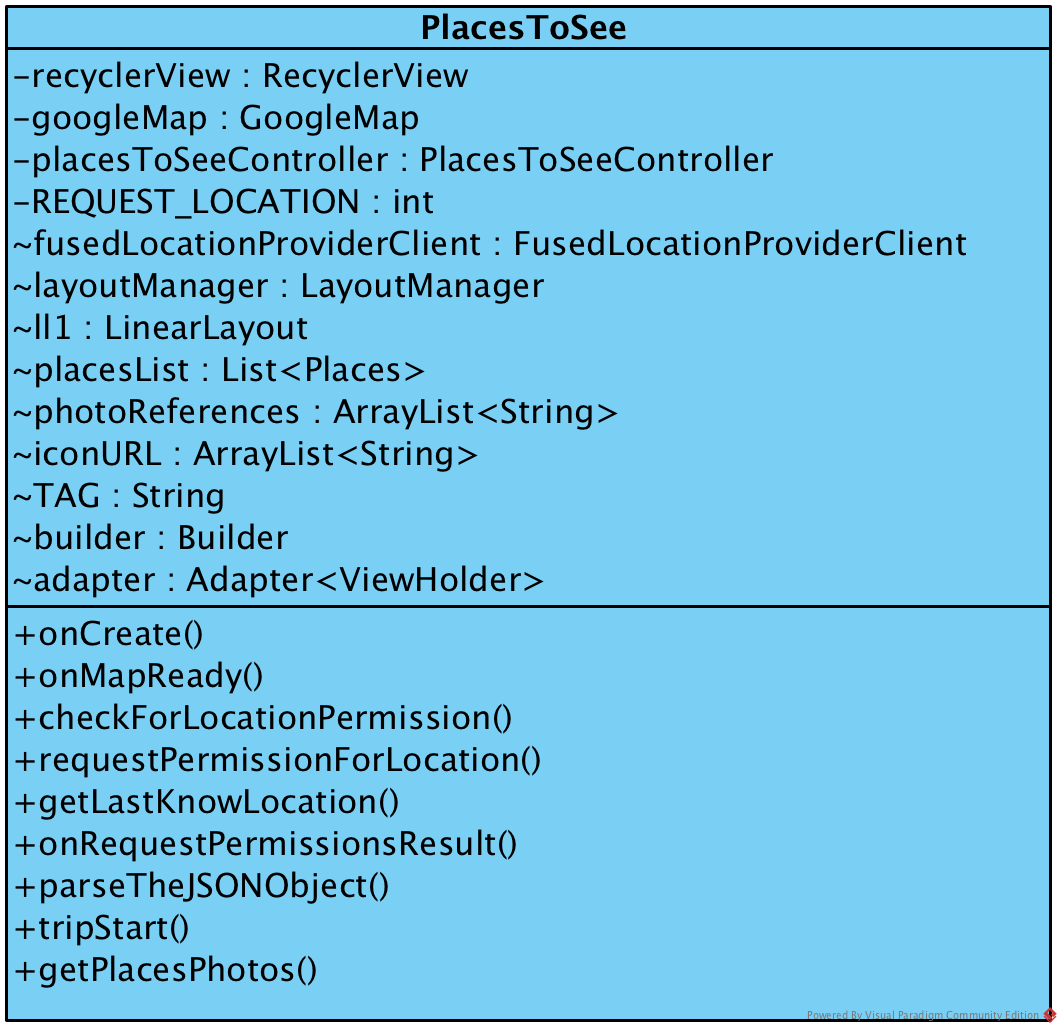 PlacesToSee
-recyclerView : RecyclerView
-googleMap : GoogleMap
-placesToSeeController : PlacesToSeeController
-REQUEST_LOCATION : int
~fusedLocationProviderClient : FusedLocationProviderClient
~layoutManager : LayoutManager
~ll1 : LinearLayout
~placesList : List<Places>
~photoReferences : ArrayList<String>
~iconURL : ArrayList<String>
~TAG : String
~builder : Builder
~adapter : Adapter<ViewHolder>
+onCreate()
+onMapReady()
+checkForLocationPermission()
+requestPermissionForLocation()
+getLastKnowLocation()
+onRequestPermissionsResult()
+parseTheJSONObject()
+tripStart()
+getPlacesPhotos()
Powered By Visual Paradigm Community Edition